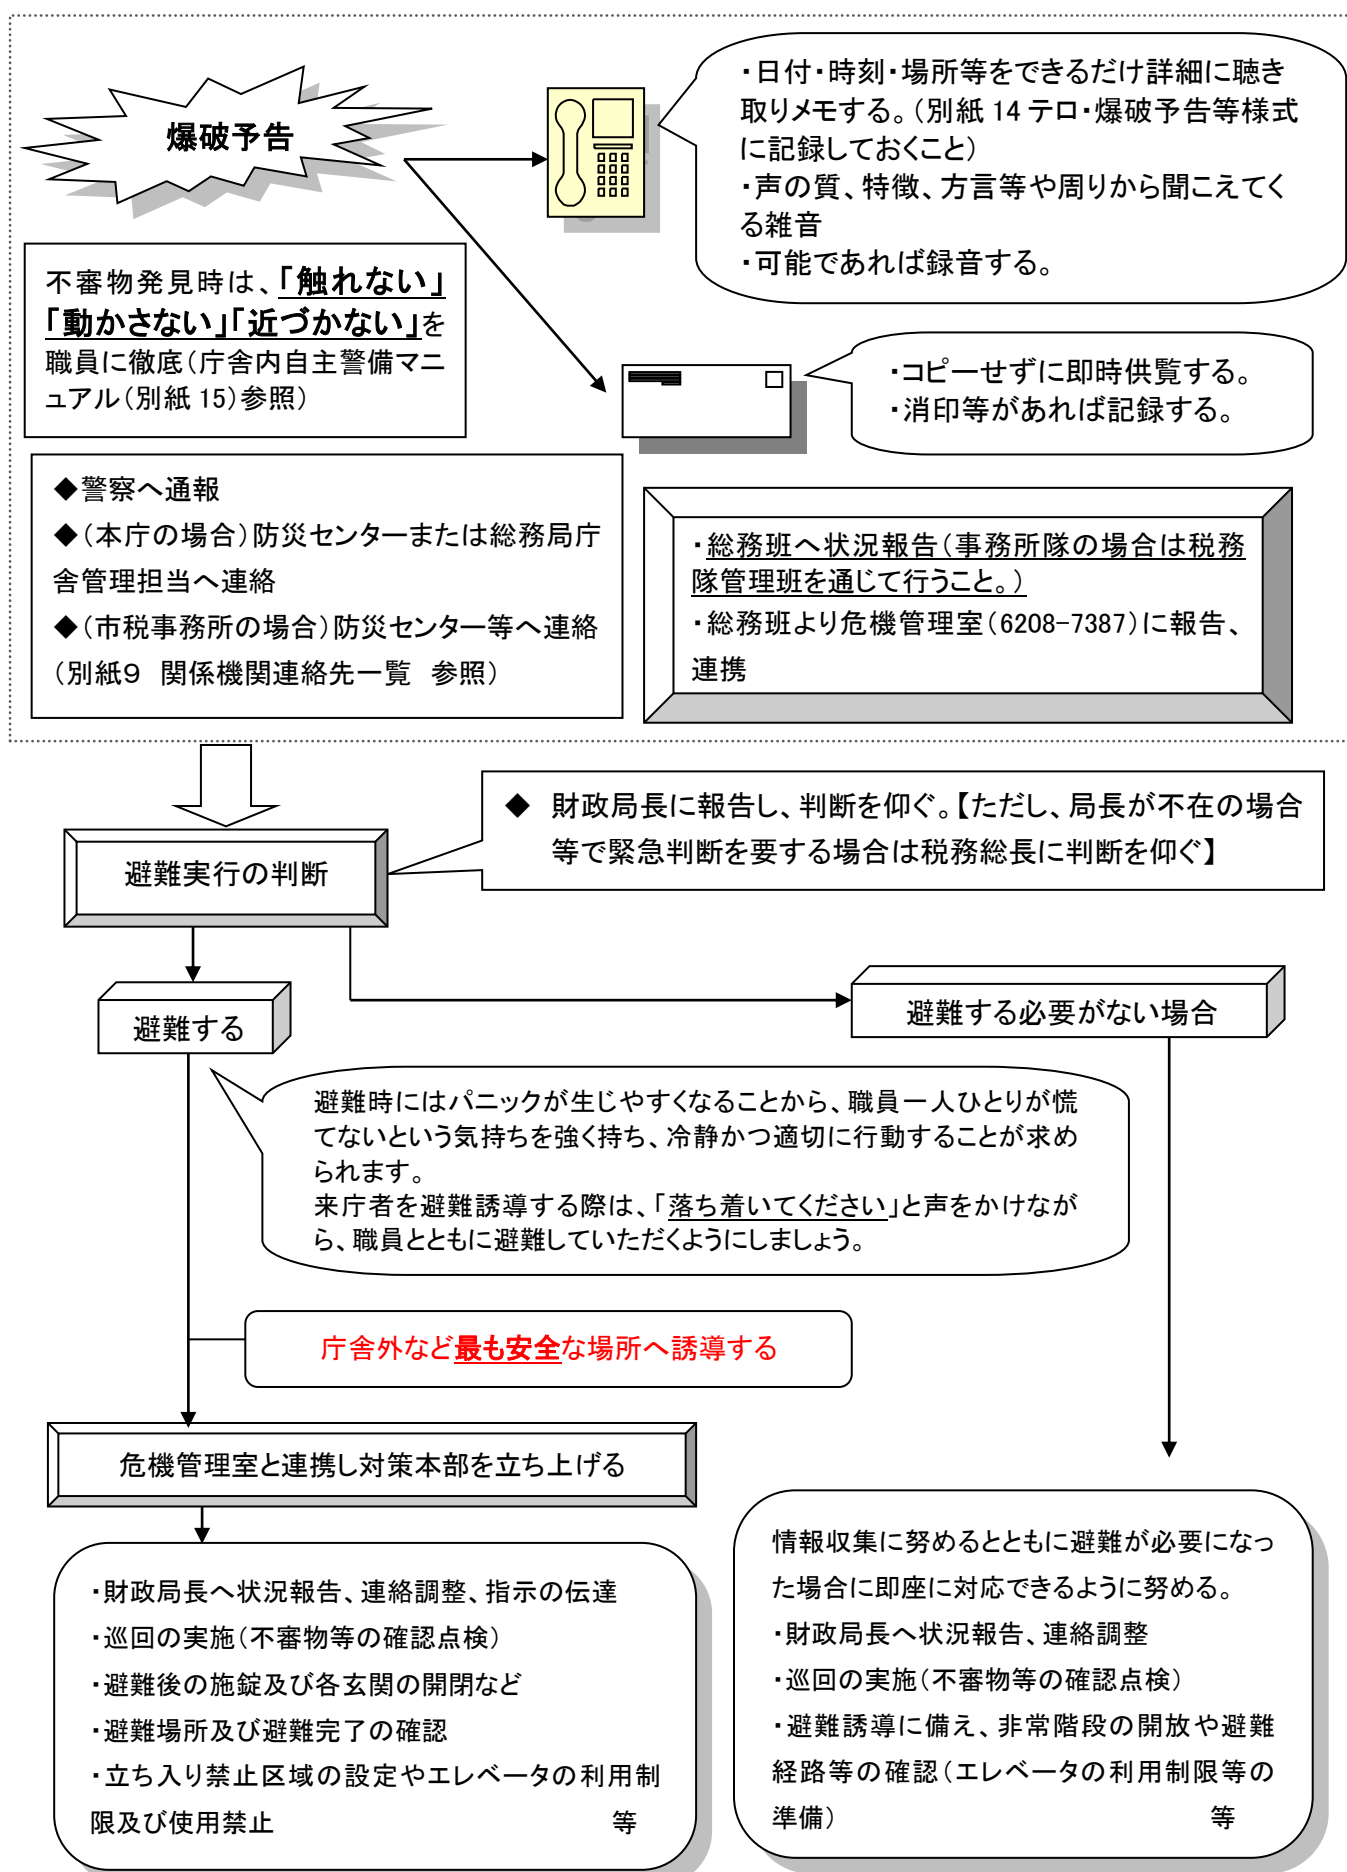 爆破予告
・日付・時刻・場所等をできるだけ詳細に聴き
取りメモする。（別紙 14 テロ・爆破予告等様式
に記録しておくこと）
・声の質、特徴、方言等や周りから聞こえてく
る雑音
・可能であれば録音する。
不審物発見時は、「触れない」
「動かさない」「近づかない」を
職員に徹底（庁舎内自主警備マニ
ュアル（別紙 15）参照）
・コピーせずに即時供覧する。
・消印等があれば記録する。
◆警察へ通報
◆（本庁の場合）防災センターまたは総務局庁
舎管理担当へ連絡
◆（市税事務所の場合）防災センター等へ連絡
（別紙９　関係機関連絡先一覧　参照）
・総務班へ状況報告（事務所隊の場合は税務
隊管理班を通じて行うこと。）
・総務班より危機管理室（6208-7387）に報告、
連携
◆　財政局長に報告し、判断を仰ぐ。【ただし、局長が不在の場合
等で緊急判断を要する場合は税務総長に判断を仰ぐ】
避難実行の判断
避難する
避難する必要がない場合
避難時にはパニックが生じやすくなることから、職員一人ひとりが慌
てないという気持ちを強く持ち、冷静かつ適切に行動することが求め
られます。
来庁者を避難誘導する際は、「落ち着いてください」と声をかけなが
ら、職員とともに避難していただくようにしましょう。
庁舎外など最も安全な場所へ誘導する
危機管理室と連携し対策本部を立ち上げる
・財政局長へ状況報告、連絡調整、指示の伝達
・巡回の実施（不審物等の確認点検）
・避難後の施錠及び各玄関の開閉など
・避難場所及び避難完了の確認
・立ち入り禁止区域の設定やエレベータの利用制
限及び使用禁止　　　　　　　　　　　　等
情報収集に努めるとともに避難が必要になっ
た場合に即座に対応できるように努める。
・財政局長へ状況報告、連絡調整
・巡回の実施（不審物等の確認点検）
・避難誘導に備え、非常階段の開放や避難
経路等の確認（エレベータの利用制限等の
準備）　　　　　　　　　　　　　　等